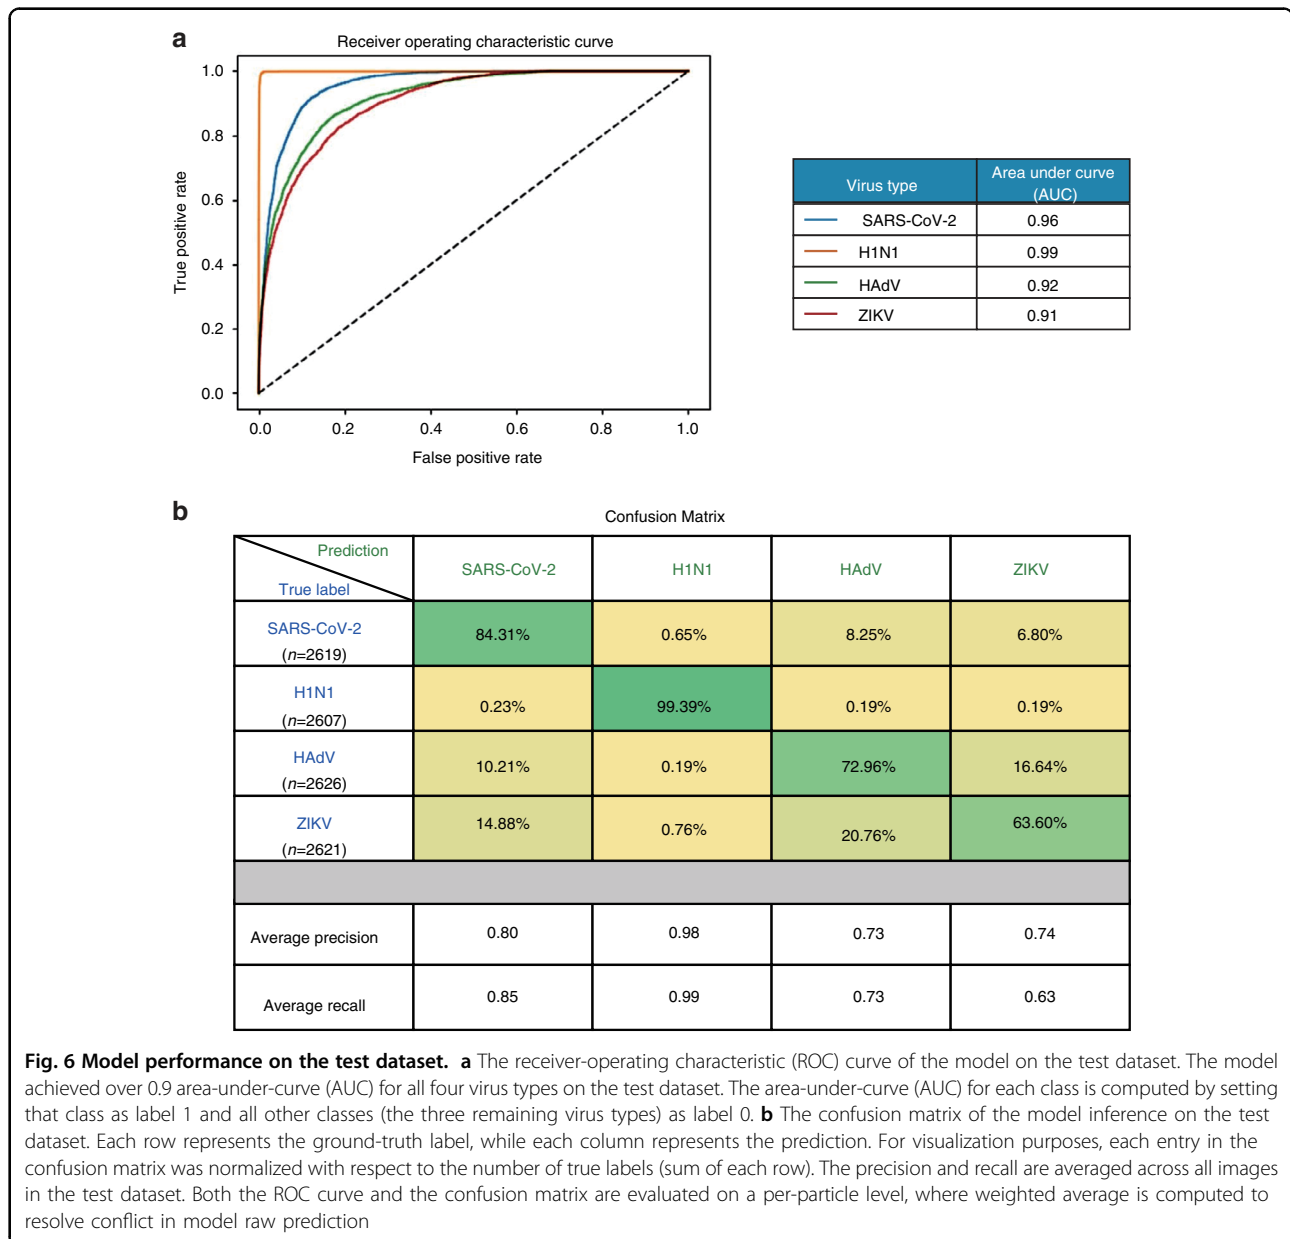 a
Receiver operating characteristic curve
1.0
0.8
0.6
0.4
0.2
0.0
True positive rate
0.0 0.2 0.4 0.6 0.8 1.0
False positive rate
Virus type Area under curve (AUC)
SARS-CoV-2 0.96
H1N1 0.99
HAdV 0.92
ZIKV 0.91
b
Confusion Matrix
Prediction
True label
SARS-CoV-2 H1N1 HAdV ZIKV
SARS-CoV-2
(n=2619)
84.31% 0.65% 8.25% 6.80%
H1N1
(n=2607)
0.23% 99.39% 0.19% 0.19%
HAdV
(n=2626)
10.21% 0.19% 72.96% 16.64%
ZIKV
(n=2621)
14.88% 0.76% 20.76% 63.60%
Average precision 0.80 0.98 0.73 0.74
Average recall 0.85 0.99 0.73 0.63
Fig. 6 Model performance on the test dataset. a The receiver-operating characteristic (ROC) curve of the model on the test dataset. The model
achieved over 0.9 area-under-curve (AUC) for all four virus types on the test dataset. The area-under-curve (AUC) for each class is computed by setting
that class as label 1 and all other classes (the three remaining virus types) as label 0. b The confusion matrix of the model inference on the test
dataset. Each row represents the ground-truth label, while each column represents the prediction. For visualization purposes, each entry in the
confusion matrix was normalized with respect to the number of true labels (sum of each row). The precision and recall are averaged across all images
in the test dataset. Both the ROC curve and the confusion matrix are evaluated on a per-particle level, where weighted average is computed to
resolve conflict in model raw prediction